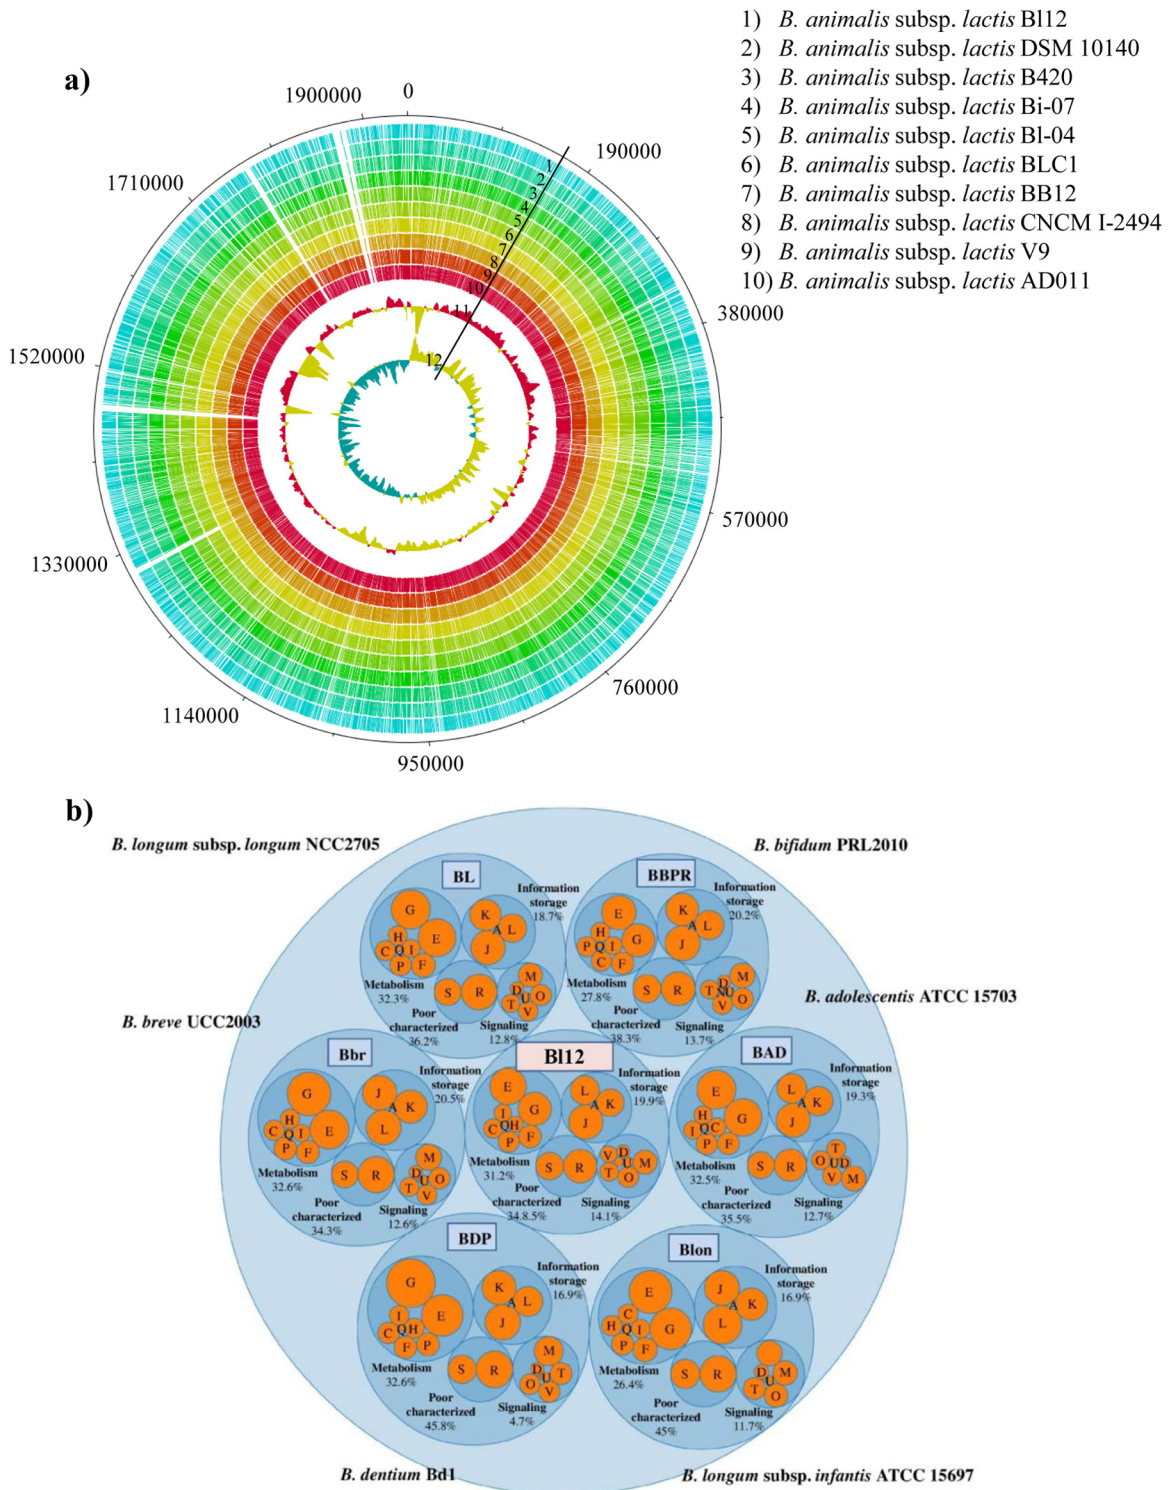 a)
1) B. animalis subsp. lactis Bl12
2) B. animalis subsp. lactis DSM 10140
3) B. animalis subsp. lactis B420
4) B. animalis subsp. lactis Bi-07
5) B. animalis subsp. lactis Bl-04
6) B. animalis subsp. lactis BLC1
7) B. animalis subsp. lactis BB12
8) B. animalis subsp. lactis CNCM I-2494
9) B. animalis subsp. lactis V9
10) B. animalis subsp. lactis AD011
0
190000
380000
570000
760000
950000
1140000
1330000
1520000
1710000
1900000
1
2
3
4
5
6
7
8
9
10
11
12
b)
B. longum subsp. longum NCC2705
B. bifidum PRL2010
B. adolescentis ATCC 15703
B. breve UCC2003
B. dentium Bd1
B. longum subsp. infantis ATCC 15697
BL
G
H
E
C Q I
P F
K
A L
J
S R
M
D
U O
T
V
Information
storage
18.7%
Metabolism
32.3%
Poor
characterized
36.2%
Signaling
12.8%
BBPR
E
H
G
P Q I
C F
K
A L
J
S R
M
D
T N U O
V
Information
storage
20.2%
Metabolism
27.8%
Poor
characterized
38.3%
Signaling
13.7%
Bbr
G
H
E
C Q I
P F
J
A K
L
S R
M
D
U O
T
V
Information
storage
20.5%
Metabolism
32.6%
Poor
characterized
34.3%
Signaling
12.6%
Bl12
E
I
G
C Q H
P F
L
A K
J
S R
V D
U M
T
O
Information
storage
19.9%
Metabolism
31.2%
Poor
characterized
34.8.5%
Signaling
14.1%
BAD
E
H
G
I Q C
P F
L
A K
J
S R
T
O U D
V M
Information
storage
19.3%
Metabolism
32.5%
Poor
characterized
35.5%
Signaling
12.7%
BDP
G
I
E
C Q H
F P
K
A L
J
S R
M
D T
U
O V
Information
storage
16.9%
Metabolism
32.6%
Poor
characterized
45.8%
Signaling
4.7%
Blon
E
C
G
H Q I
P F
J
A K
L
S R
D M
U
T O
Information
storage
16.9%
Metabolism
26.4%
Poor
characterized
45%
Signaling
11.7%